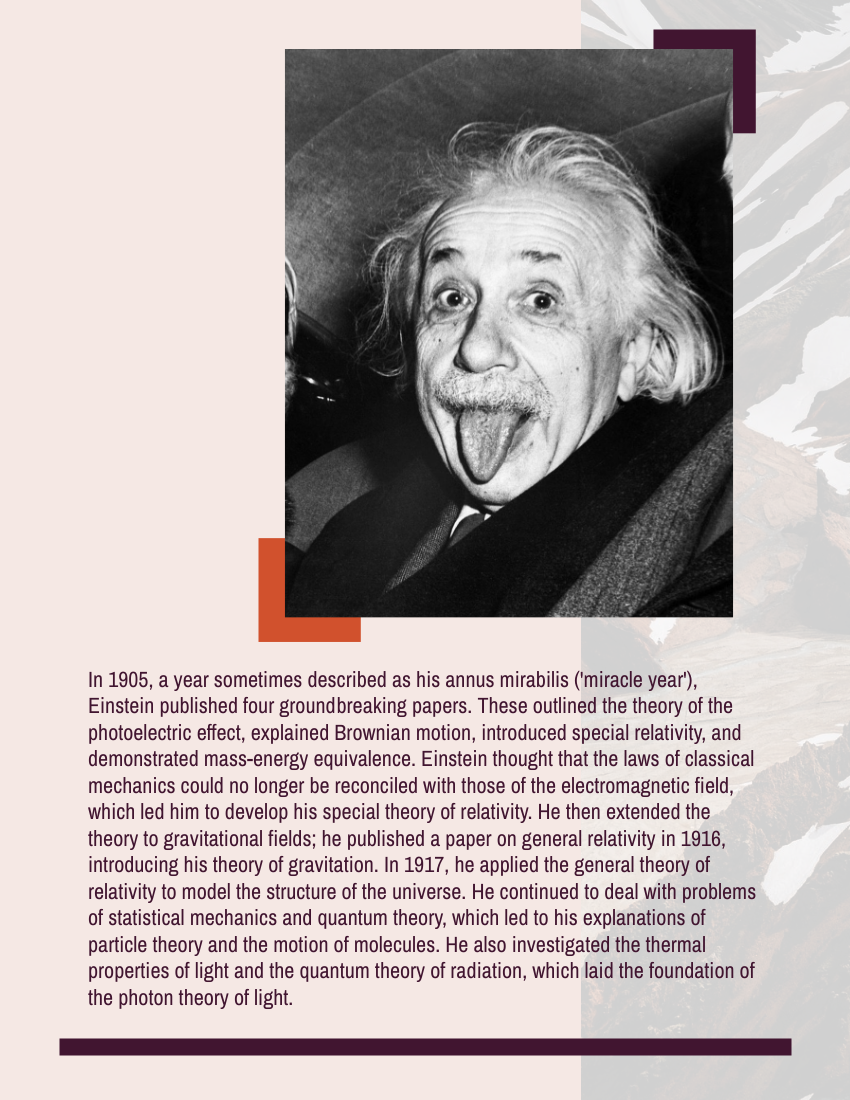 In 1905, a year sometimes described as his annus mirabilis ('miracle year'),
Einstein published four groundbreaking papers. These outlined the theory of the
photoelectric effect, explained Brownian motion, introduced special relativity, and
demonstrated mass-energy equivalence. Einstein thought that the laws of classical
mechanics could no longer be reconciled with those of the electromagnetic field,
which led him to develop his special theory of relativity. He then extended the
theory to gravitational fields; he published a paper on general relativity in 1916,
introducing his theory of gravitation. In 1917, he applied the general theory of
relativity to model the structure of the universe. He continued to deal with problems
of statistical mechanics and quantum theory, which led to his explanations of
particle theory and the motion of molecules. He also investigated the thermal
properties of light and the quantum theory of radiation, which laid the foundation of
the photon theory of light.